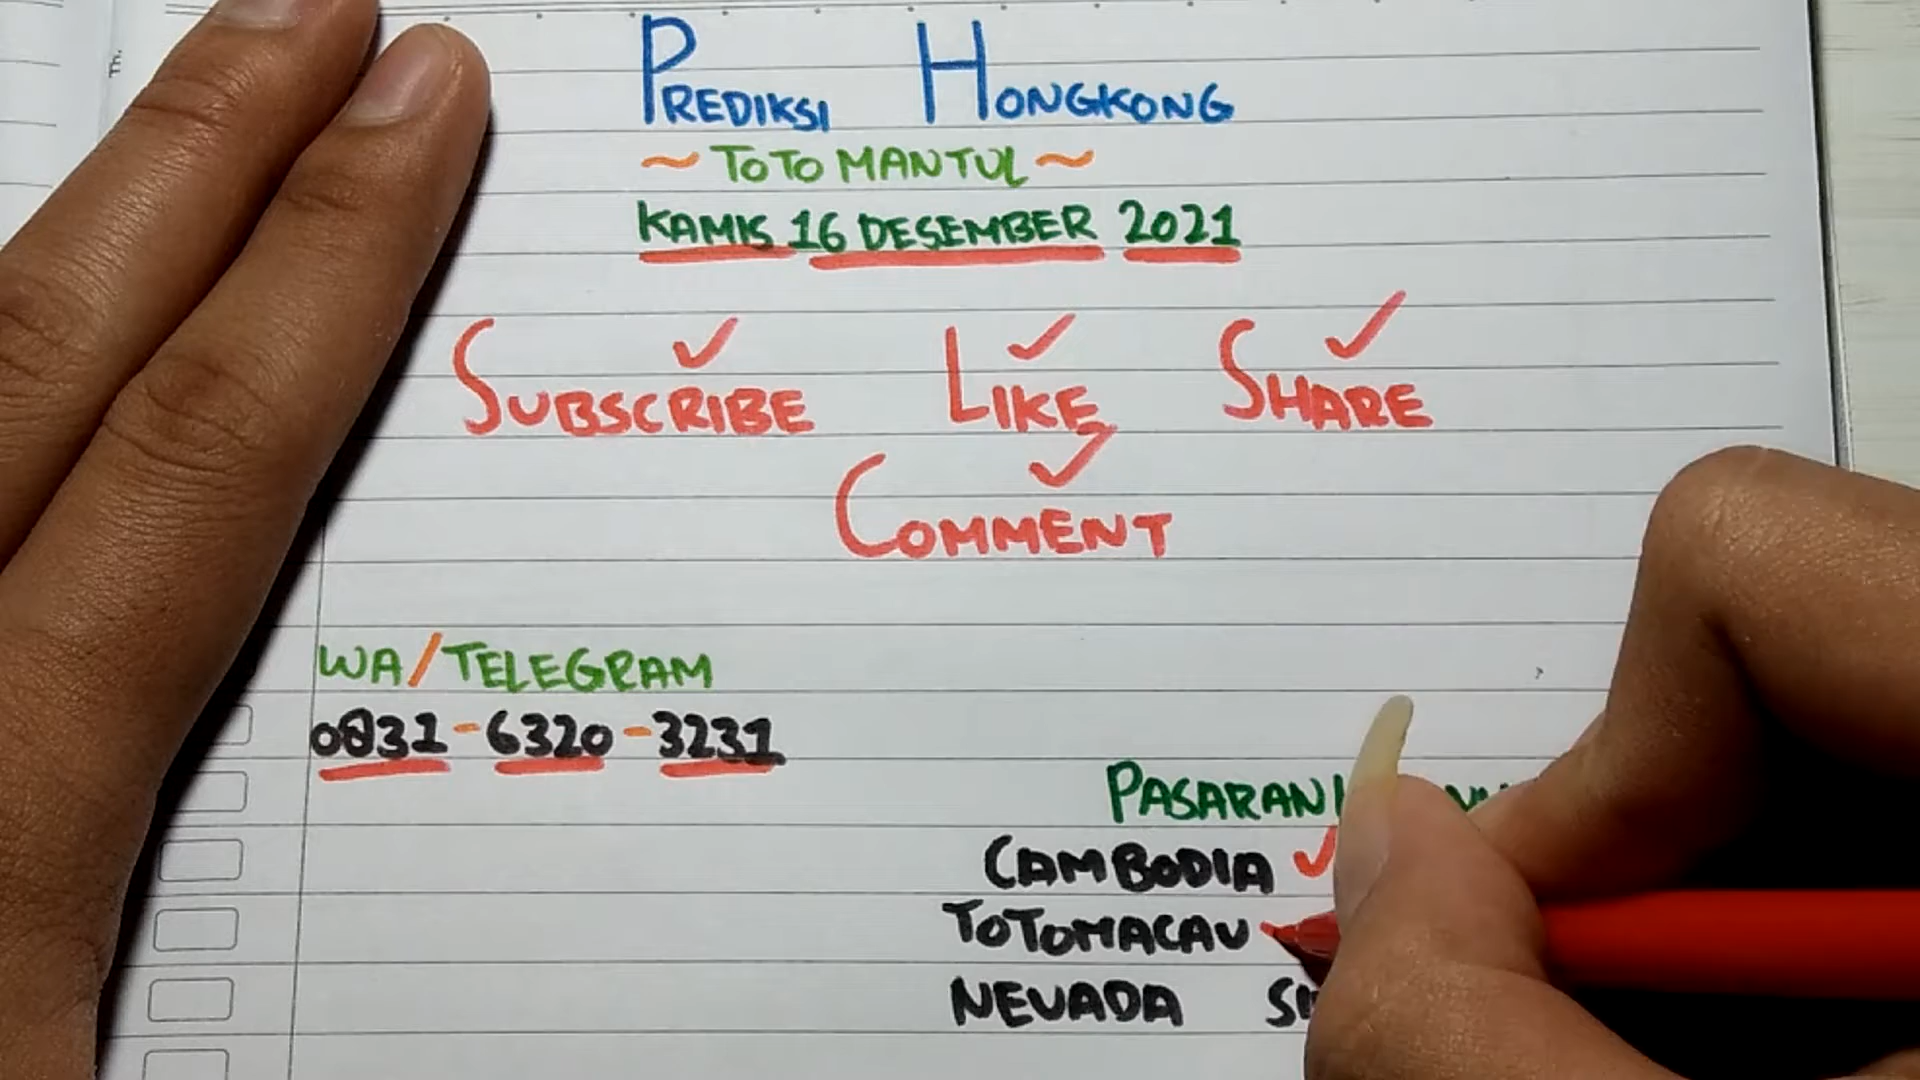 PREDIKSI HONGKONG
~ TOTO MANTUL ~
KAMIS 16 DESEMBER 2021
SUBSCRIBE LIKE SHARE
COMMENT
WA/TELEGRAM
0831-6320-3231
PASARAN
CAMBODIA
TOTOMACAU
NEVADA